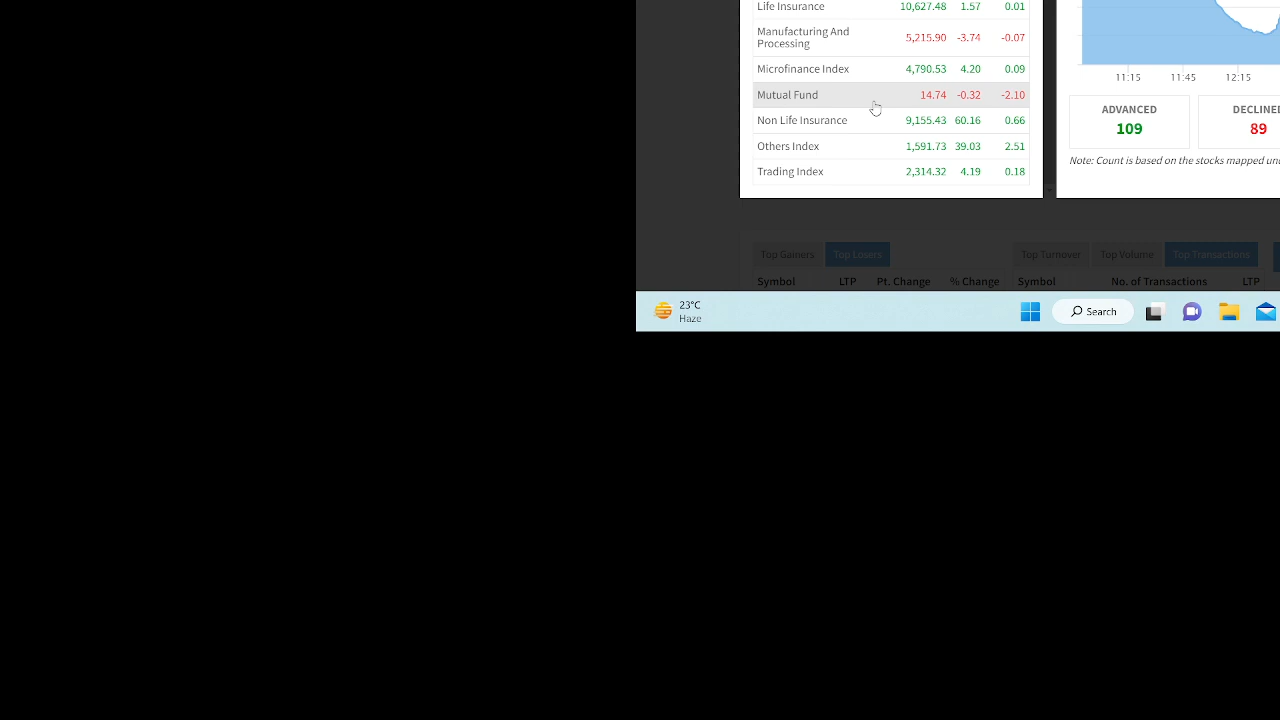 Life Insurance 10,627.48 1.57 0.01
Manufacturing And
Processing 5,215.90 -3.74 -0.07
Microfinance Index 4,790.53 4.20 0.09
Mutual Fund 14.74 -0.32 -2.10
Non Life Insurance 9,155.43 60.16 0.66
Others Index 1,591.73 39.03 2.51
Trading Index 2,314.32 4.19 0.18
11:15 11:45 12:15
ADVANCED DECLINED
109 89
Note: Count is based on the stocks mapped
Top Gainers Top Losers Top Turnover Top Volume Top Transactions
Symbol LTP Pt. Change % Change Symbol No. of Transactions LTP
23°C
Haze
Search